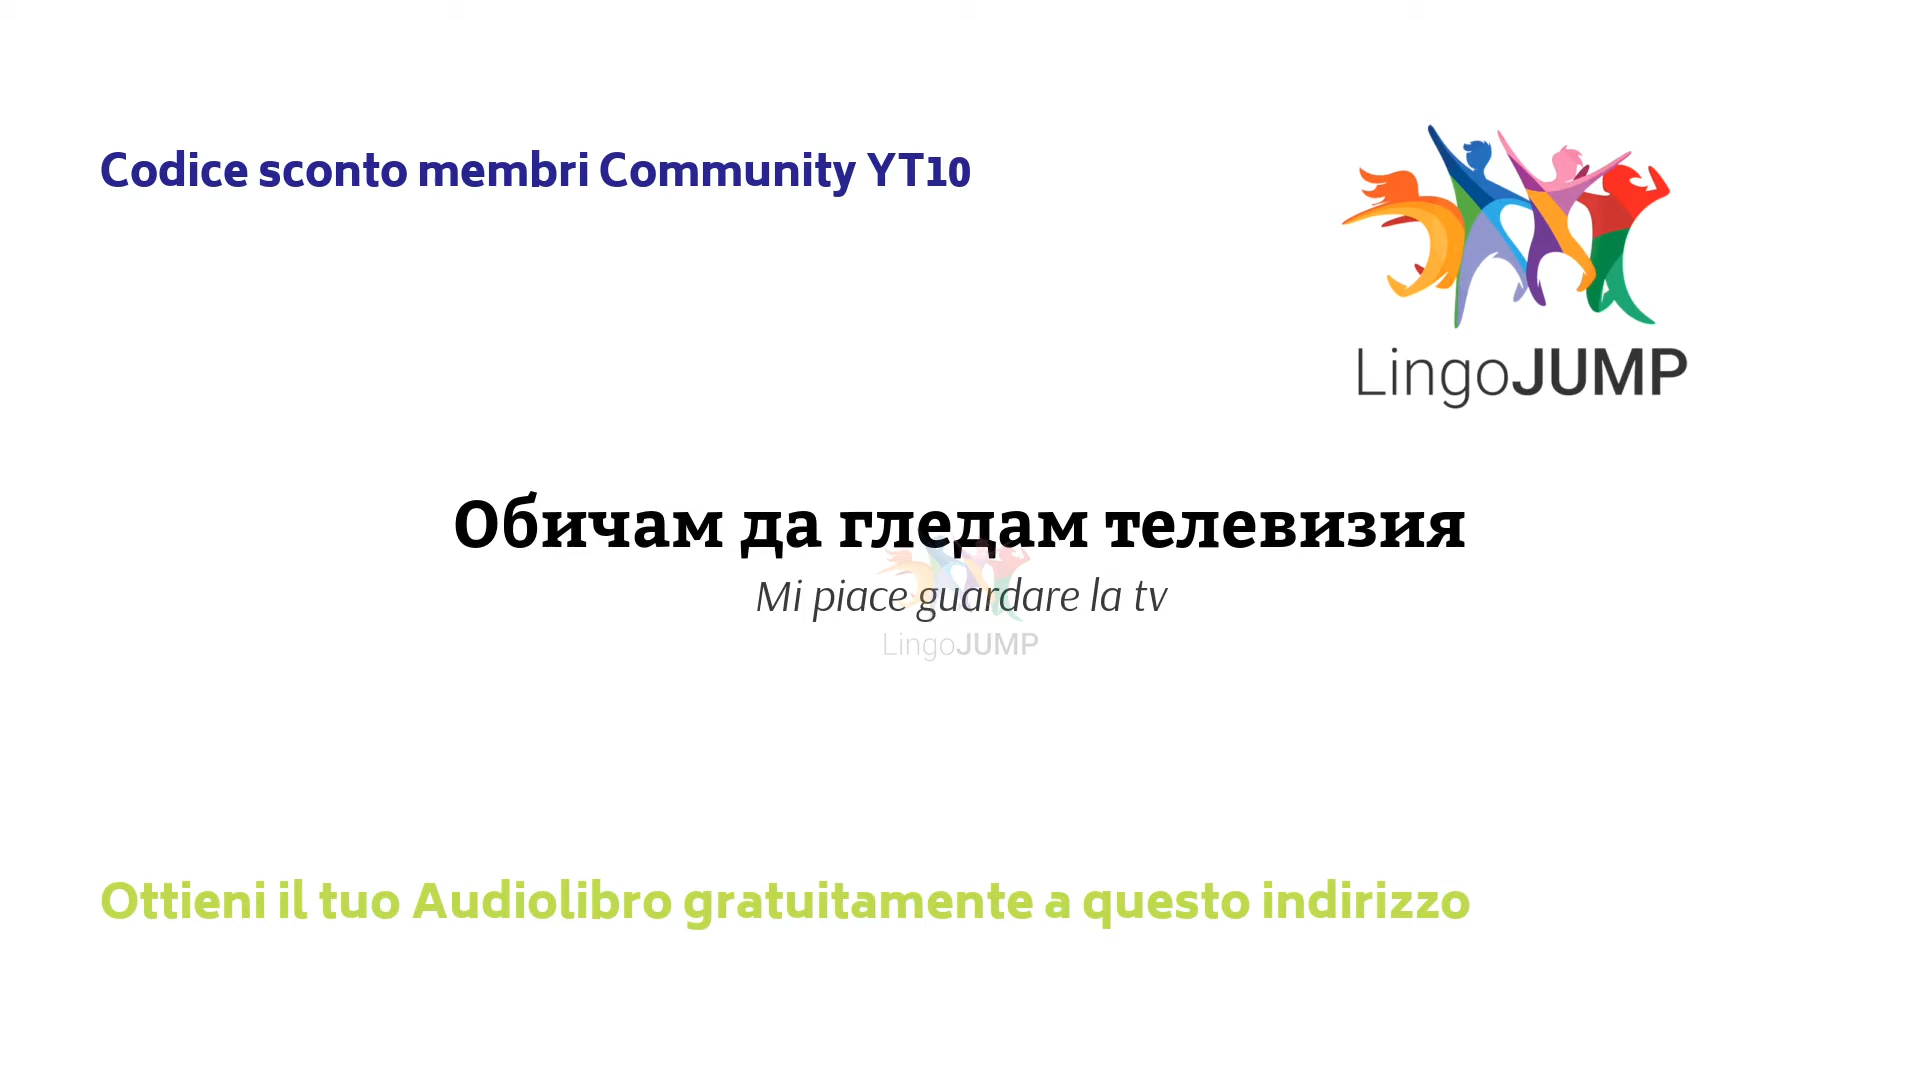 Codice sconto membri Community YT10
LingoJUMP
Обичам да гледам телевизия
Mi piace guardare la tv
LingoJUMP
Ottieni il tuo Audiolibro gratuitamente a questo indirizzo